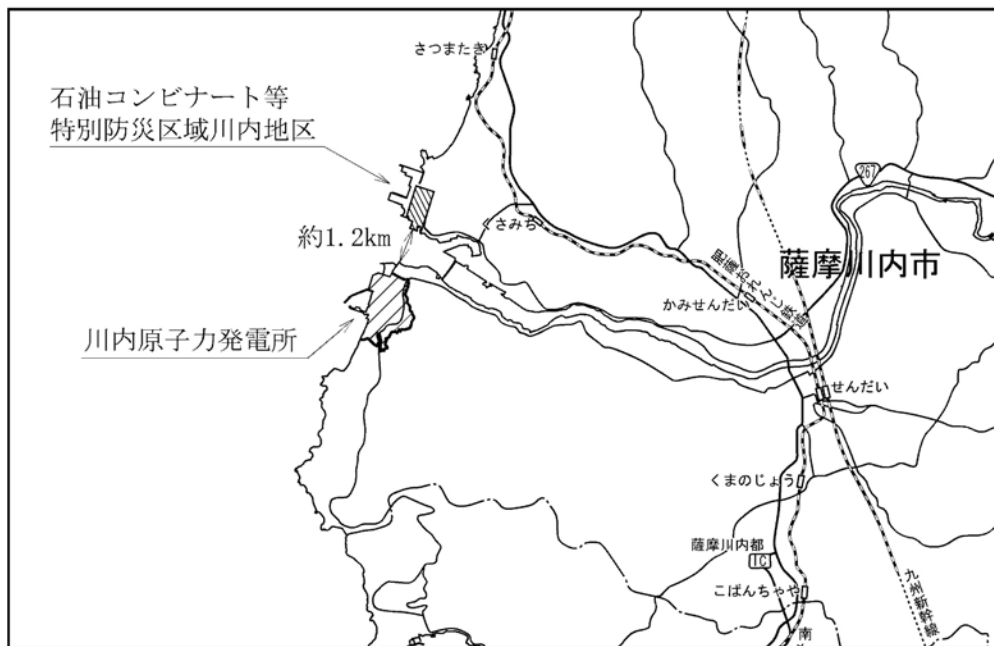 さつまたき
石油コンビナート等
特別防災区域川内地区
267
さみち
約1.2km
薩摩川内市
肥薩おれんじ鉄道
かみせんだい
川内原子力発電所
せんだい
くまのじょう
薩摩川内都
IC
こばんちゃや
九州新幹線
南